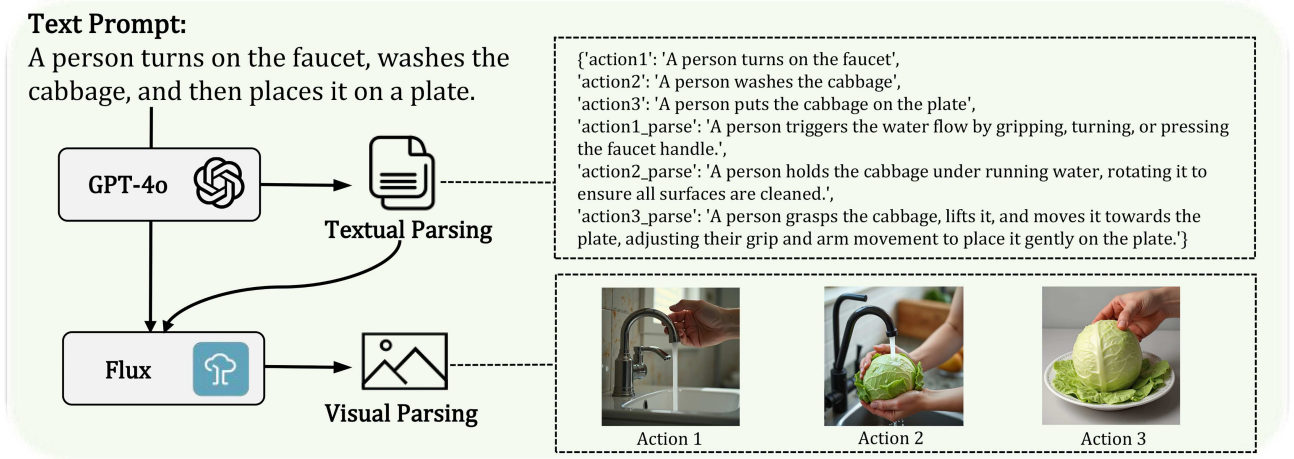 Text Prompt:
A person turns on the faucet, washes the
cabbage, and then places it on a plate.
GPT-4o
Textual Parsing
{'action1': 'A person turns on the faucet',
'action2': 'A person washes the cabbage',
'action3': 'A person puts the cabbage on the plate',
'action1_parse': 'A person triggers the water flow by gripping, turning, or pressing
the faucet handle.',
'action2_parse': 'A person holds the cabbage under running water, rotating it to
ensure all surfaces are cleaned.',
'action3_parse': 'A person grasps the cabbage, lifts it, and moves it towards the
plate, adjusting their grip and arm movement to place it gently on the plate.'}
Flux
Visual Parsing
Action 1
Action 2
Action 3